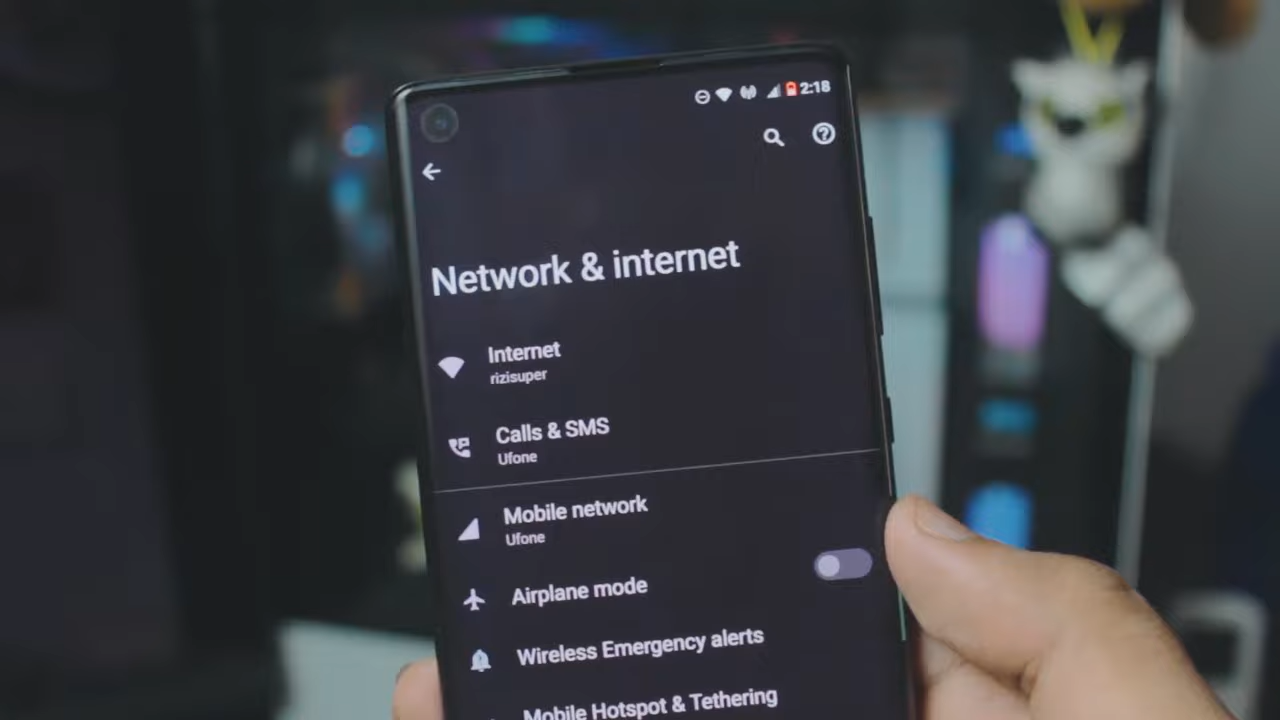 2:18
Network & internet
Internet
rizisuper
Calls & SMS
Ufone
Mobile network
Ufone
Airplane mode
Wireless Emergency alerts
Mobile Hotspot & Tethering